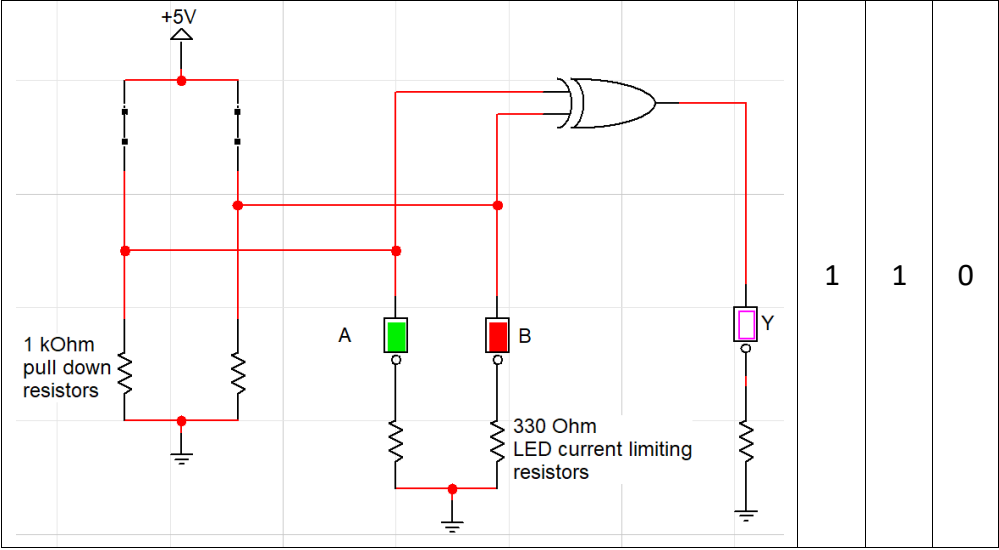 +5V
1 1 0
A
B
Y
1 kOhm
pull down
resistors
330 Ohm
LED current limiting
resistors